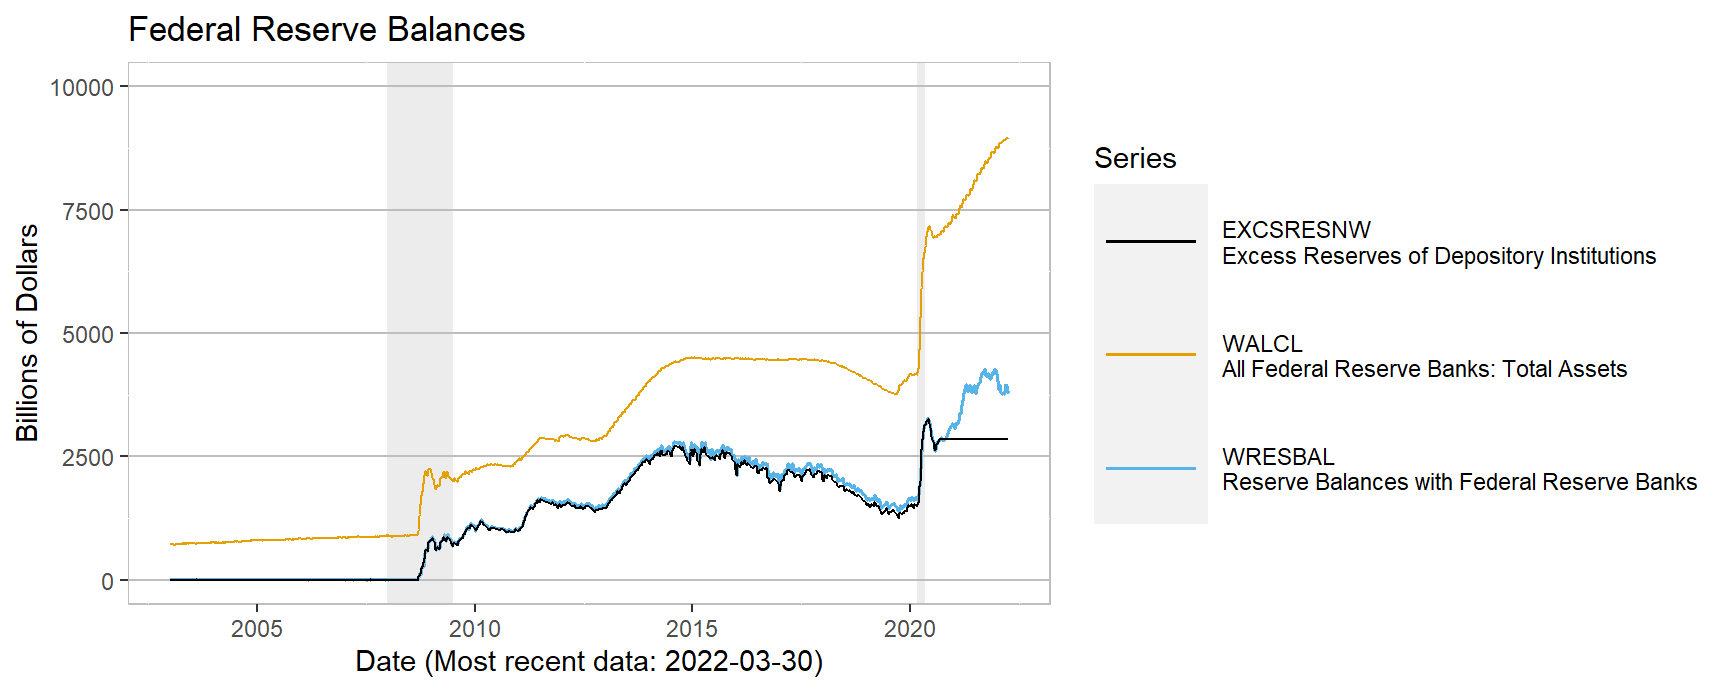 Federal Reserve Balances
10000
7500
5000
2500
0
Billions of Dollars
2005
2010
2015
2020
Date (Most recent data: 2022-03-30)
Series
EXCSRESNW
Excess Reserves of Depository Institutions
WALCL
All Federal Reserve Banks: Total Assets
WRESBAL
Reserve Balances with Federal Reserve Banks